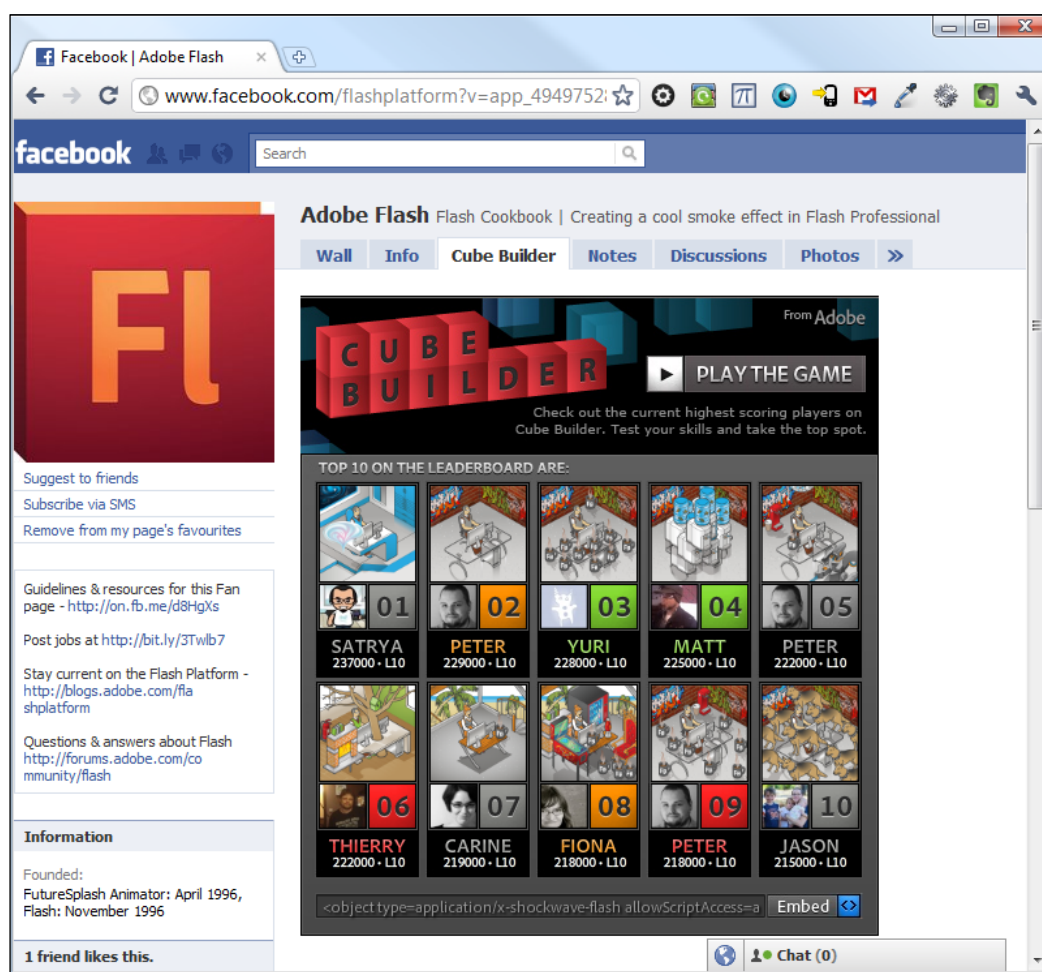 Facebook | Adobe Flash
www.facebook.com/flashplatform?v=app_4949752
facebook
Search
Fl
Adobe Flash Flash Cookbook | Creating a cool smoke effect in Flash Professional
Wall Info Cube Builder Notes Discussions Photos »
Suggest to friends
Subscribe via SMS
Remove from my page's favourites
Guidelines & resources for this Fan
page - http://on.fb.me/d8HgXs
Post jobs at http://bit.ly/3Twlb7
Stay current on the Flash Platform -
http://blogs.adobe.com/fla
shplatform
Questions & answers about Flash
http://forums.adobe.com/co
mmunity/flash
Information
Founded:
FutureSplash Animator: April 1996,
Flash: November 1996
1 friend likes this.
From Adobe
CUBE
BUILDER
PLAY THE GAME
Check out the current highest scoring players on
Cube Builder. Test your skills and take the top spot.
TOP 10 ON THE LEADERBOARD ARE:
01 02 03 04 05
SATRYA PETER YURI MATT PETER
237000 · L10 229000 · L10 228000 · L10 225000 · L10 222000 · L10
06 07 08 09 10
THIERRY CARINE FIONA PETER JASON
222000 · L10 219000 · L10 218000 · L10 218000 · L10 215000 · L10
<object type=application/x-shockwave-flash allowScriptAccess=a Embed <>
Chat (0)